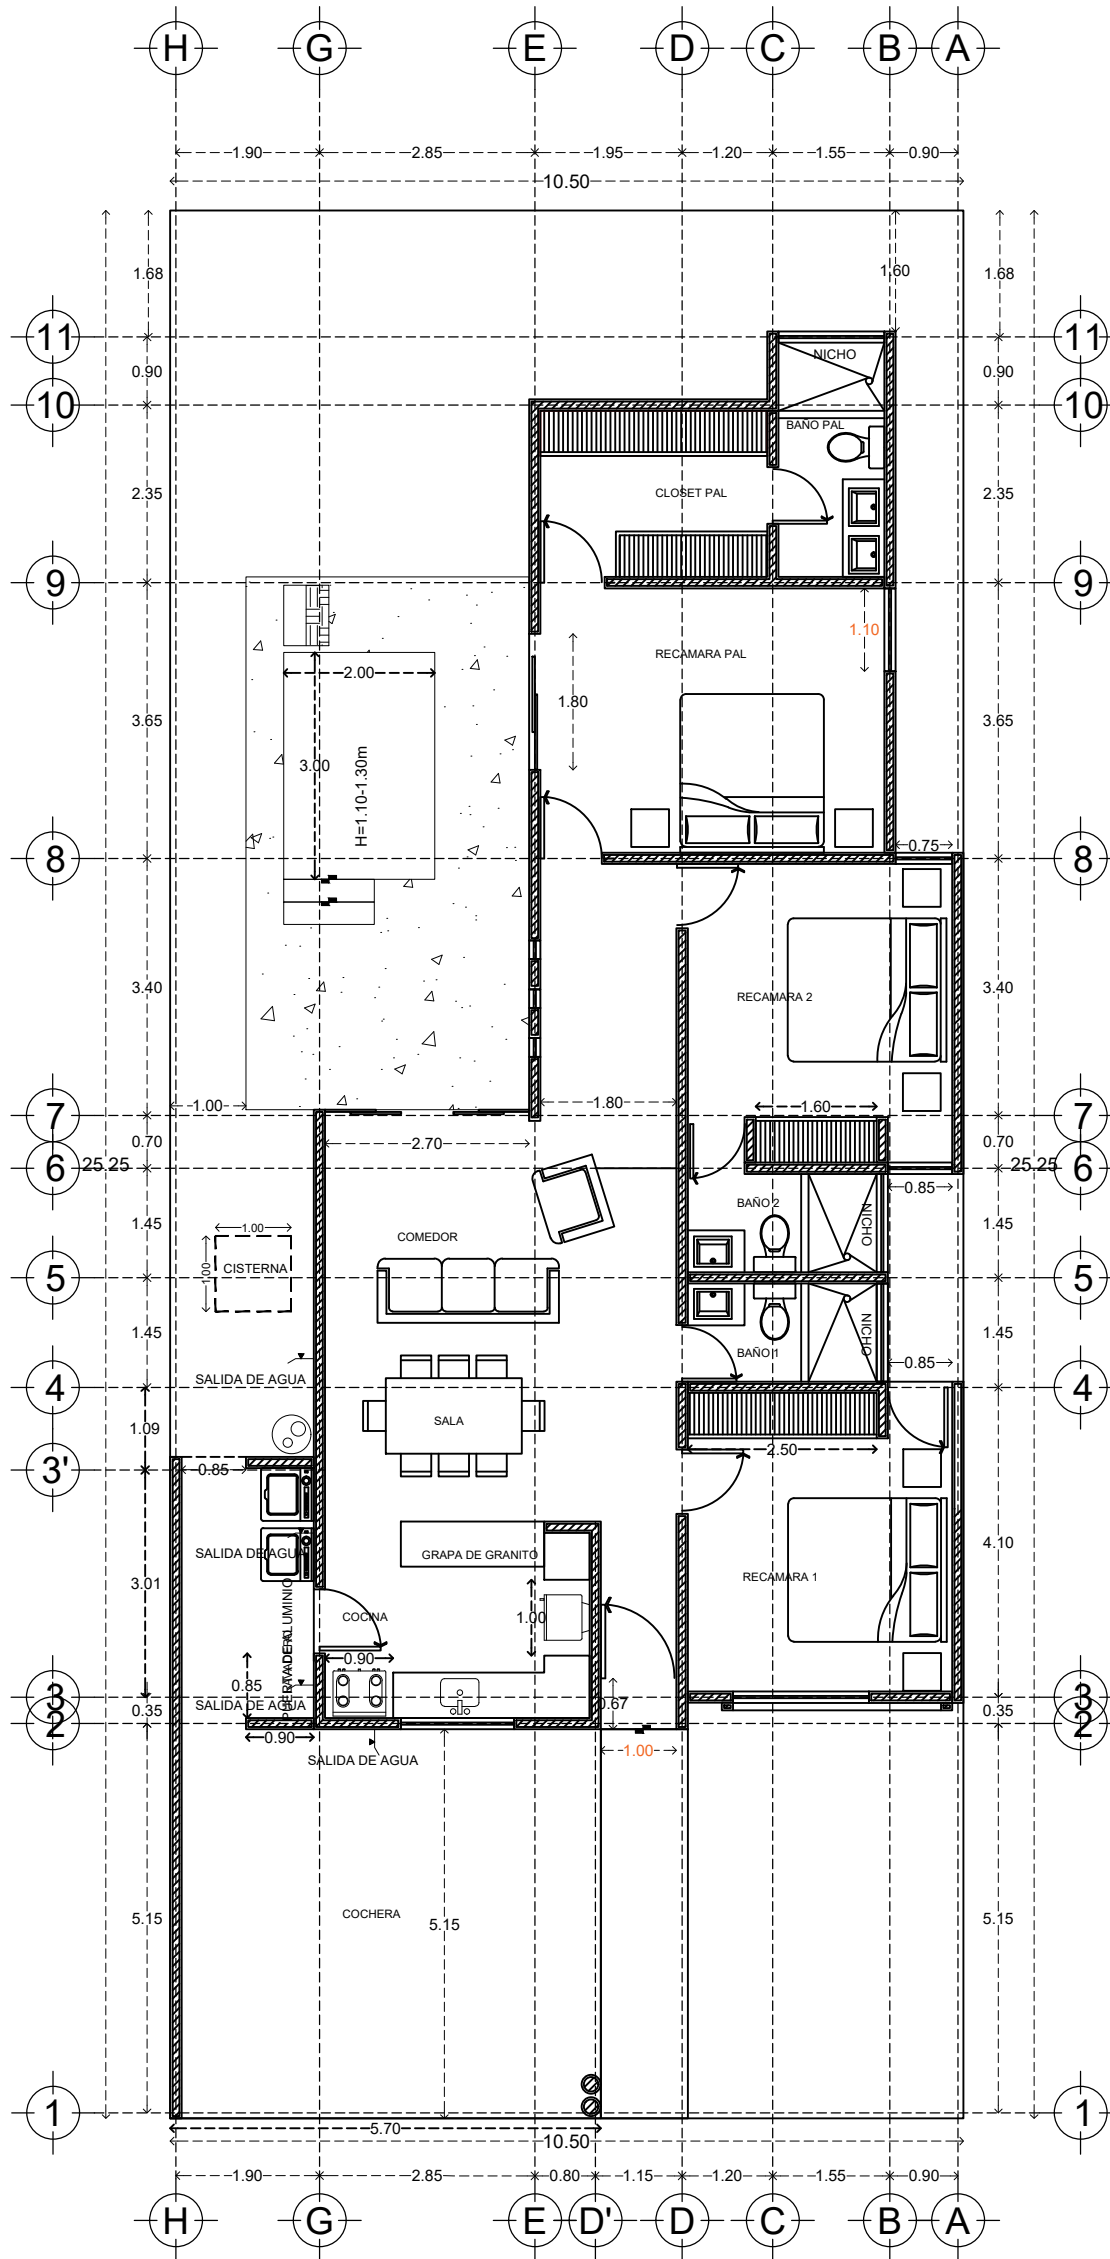 H G E D C B A
1.90 2.85 1.95 1.20 1.55 0.90
10.50
1.68 1.60 1.68
11 11
NICHO
0.90 0.90
10 10
BAÑO PAL
2.35 CLOSET PAL 2.35
9 9
1.10
RECAMARA PAL
2.00
1.80
3.65 3.65
3.00
H=1.10-1.30m
0.75
8 8
3.40 RECAMARA 2 3.40
1.00 1.80 1.60
7 7
0.70 2.70 0.70
25.25 25.25
6 6
0.85
BAÑO 2
NICHO
1.45 1.45
1.00
COMEDOR
1.00
CISTERNA
5 5
1.45 1.45
NICHO
BAÑO 1
0.85
SALIDA DE AGUA
4 4
1.09
SALA
2.50
3' 0.85
SALIDA DE AGUA
GRAPA DE GRANITO
4.10
3.01
RECAMARA 1
COCINA
1.00
0.90
0.85
3 3
SALIDA DE AGUA
0.67
0.35 0.35
2 2
0.90
1.00
SALIDA DE AGUA
COCHERA
5.15 5.15 5.15
1 1
5.70
10.50
1.90 2.85 0.80 1.15 1.20 1.55 0.90
H G E D' D C B A